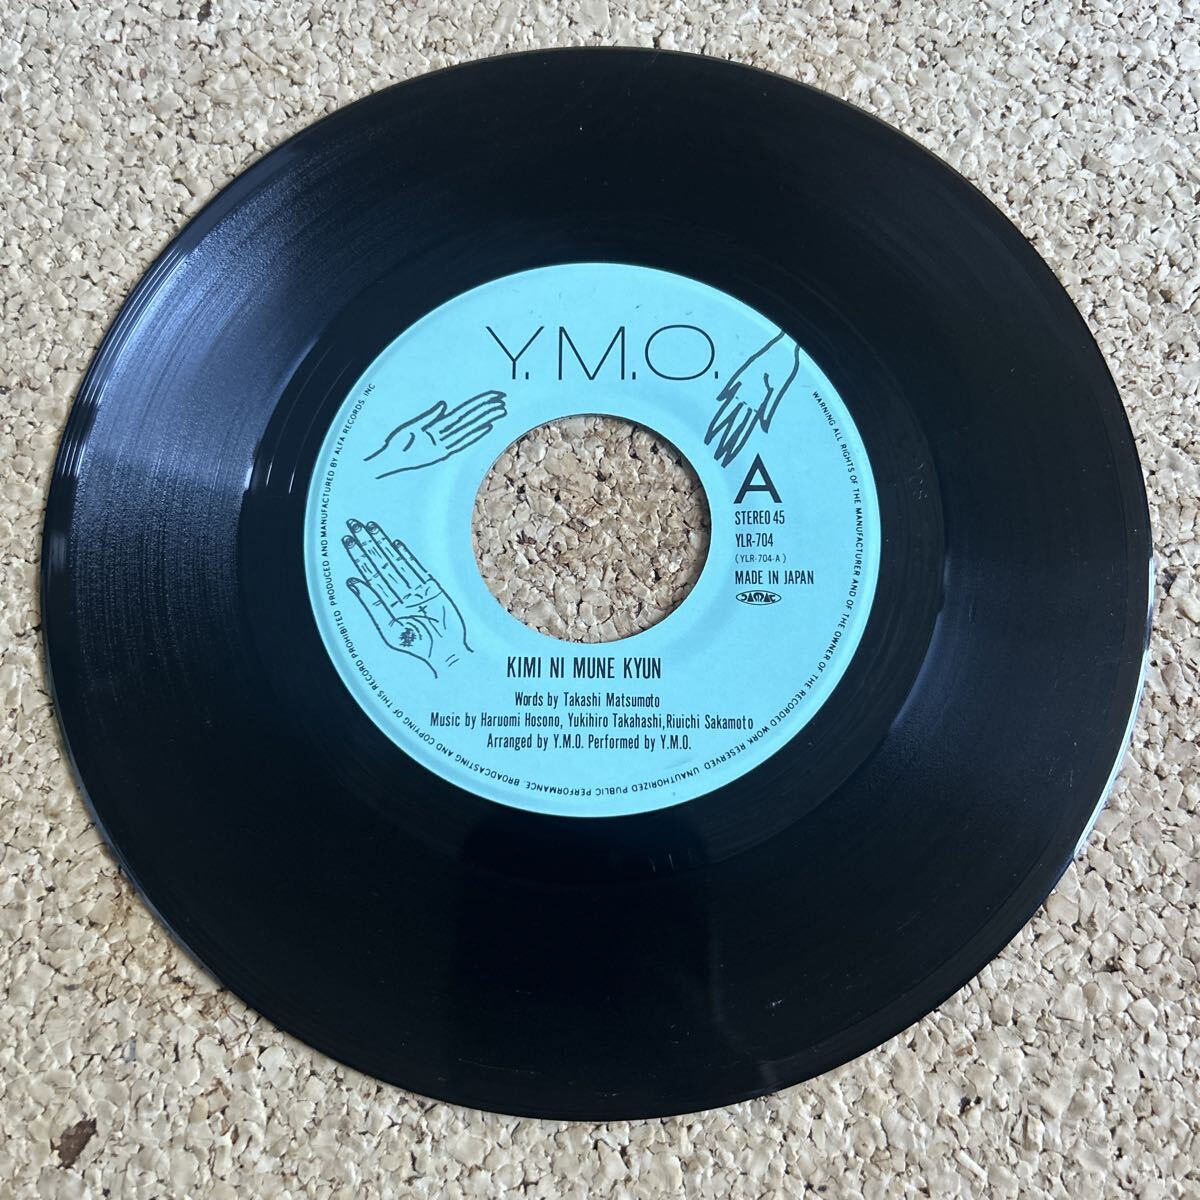 Y.M.O.
A
STEREO 45
YLR-704
(YLR-704-A)
MADE IN JAPAN
KIMI NI MUNE KYUN
Words by Takashi Matsumoto
Music by Haruomi Hosono, Yukihiro Takahashi,Riuichi Sakamoto
Arranged by Y.M.O. Performed by Y.M.O.
WARNING ALL RIGHTS OF THE MANUFACTURER AND OF THE OWNER OF THE RECORDED WORK RESERVED. UNAUTHORIZED PUBLIC PERFORMANCE, BROADCASTING AND COPYING OF THIS RECORD PROHIBITED PRODUCED AND MANUFACTURED BY ALFA RECORDS, INC